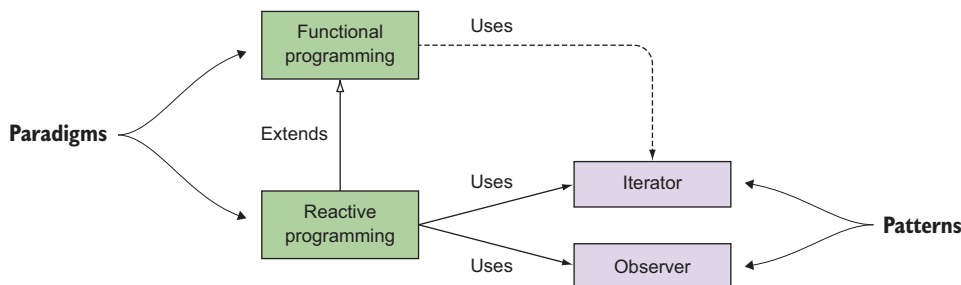 Functional
programming
Uses
Paradigms
Extends
Reactive
programming
Uses
Iterator
Patterns
Uses
Observer